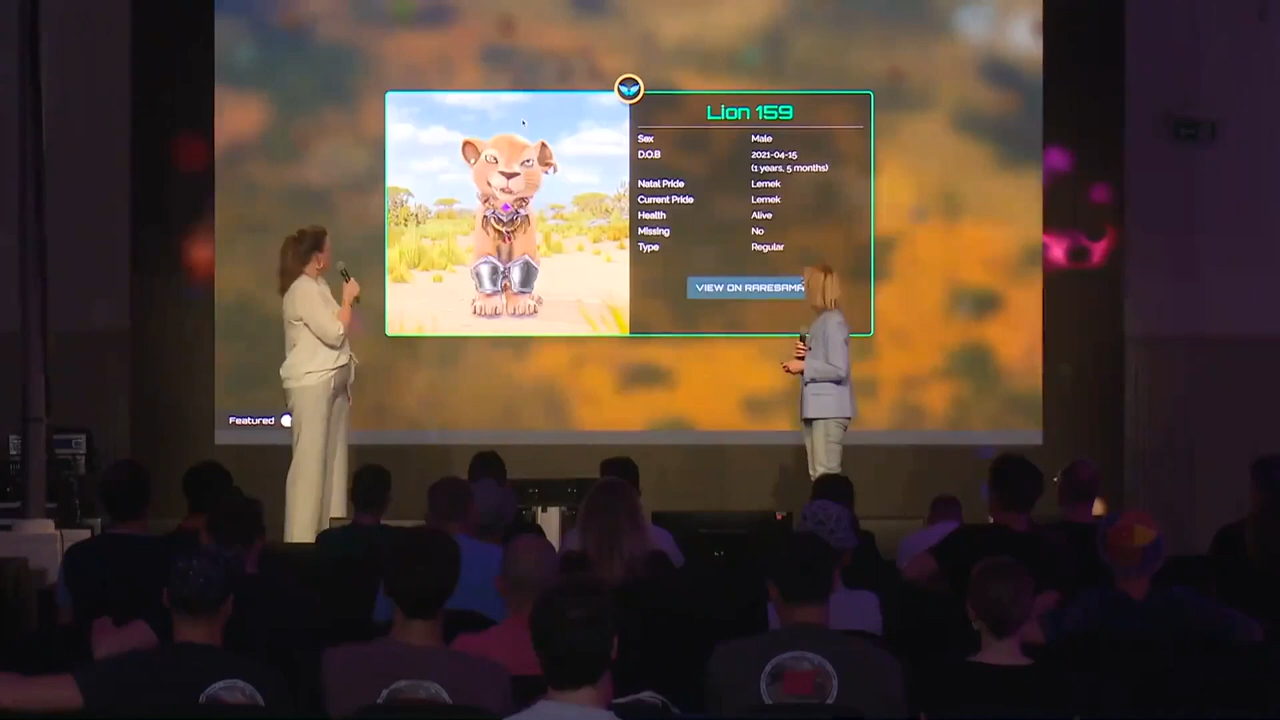 Lion 159
Sex Male
D.O.B 2021-04-15
(1 years, 5 months)
Natal Pride Lemek
Current Pride Lemek
Health Alive
Missing No
Type Regular
VIEW ON RARESAMA
Featured